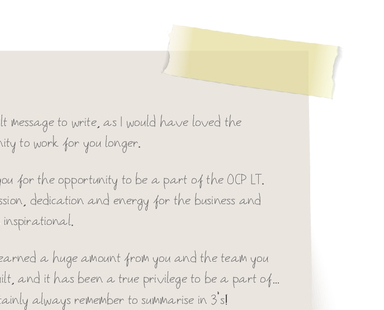 lt message to write, as I would have loved the
nity to work for you longer.
you for the opportunity to be a part of the OCP LT.
ssion, dedication and energy for the business and
inspirational.
earned a huge amount from you and the team you
uilt, and it has been a true privilege to be a part of...
tainly always remember to summarise in 3's!